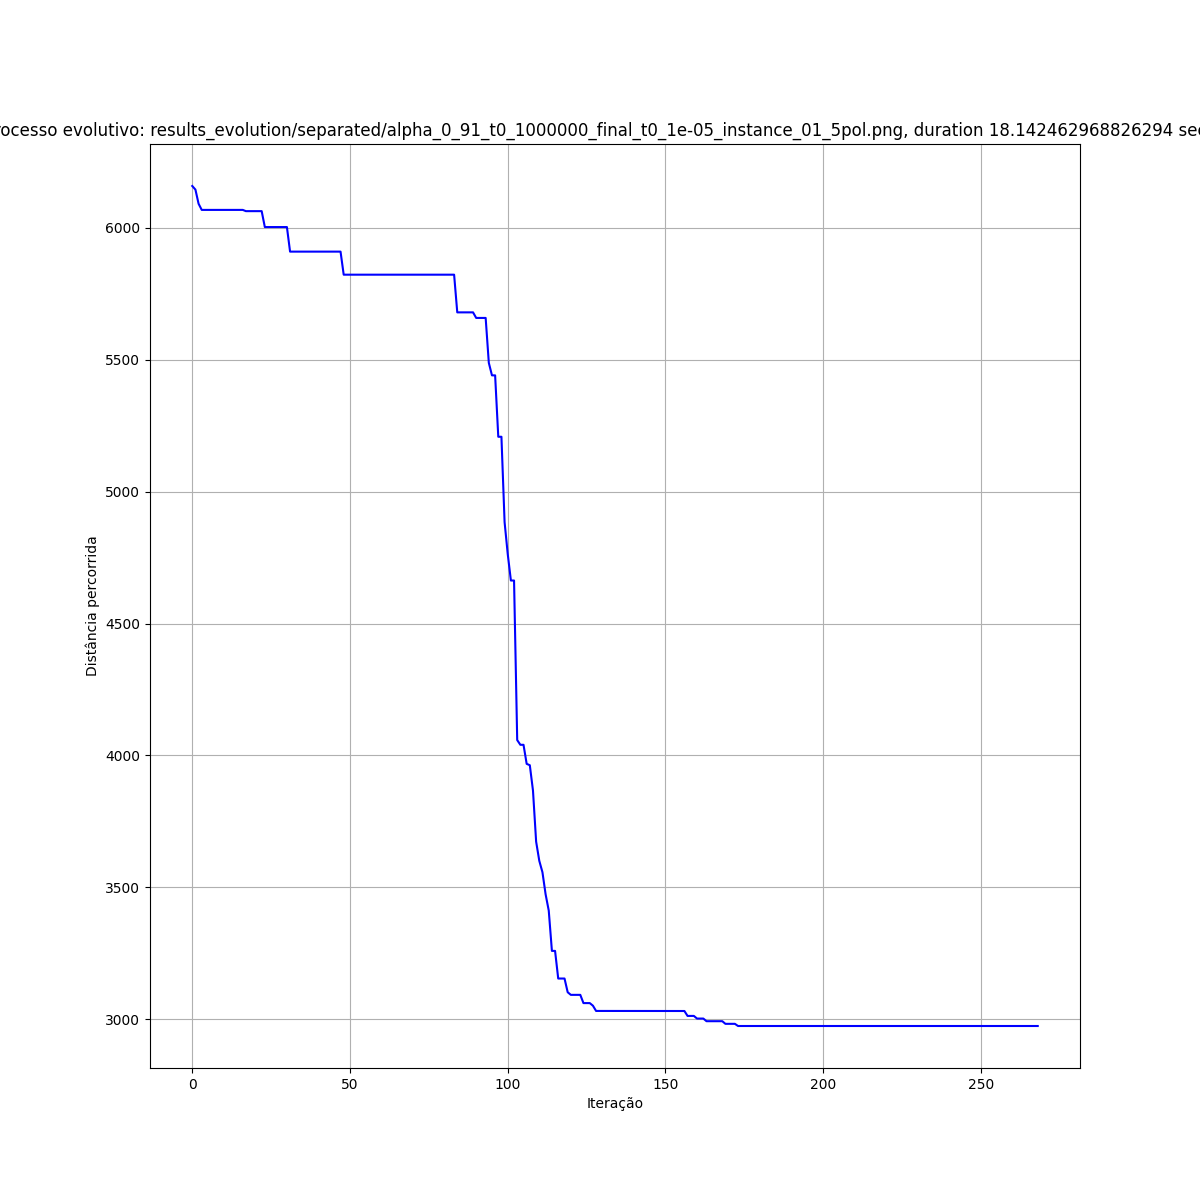 ocesso evolutivo: results_evolution/separated/alpha_0_91_t0_1000000_final_t0_1e-05_instance_01_5pol.png, duration 18.142462968826294 sec
6000
5500
5000
4500
4000
3500
3000
Distância percorrida
0 50 100 150 200 250
Iteração